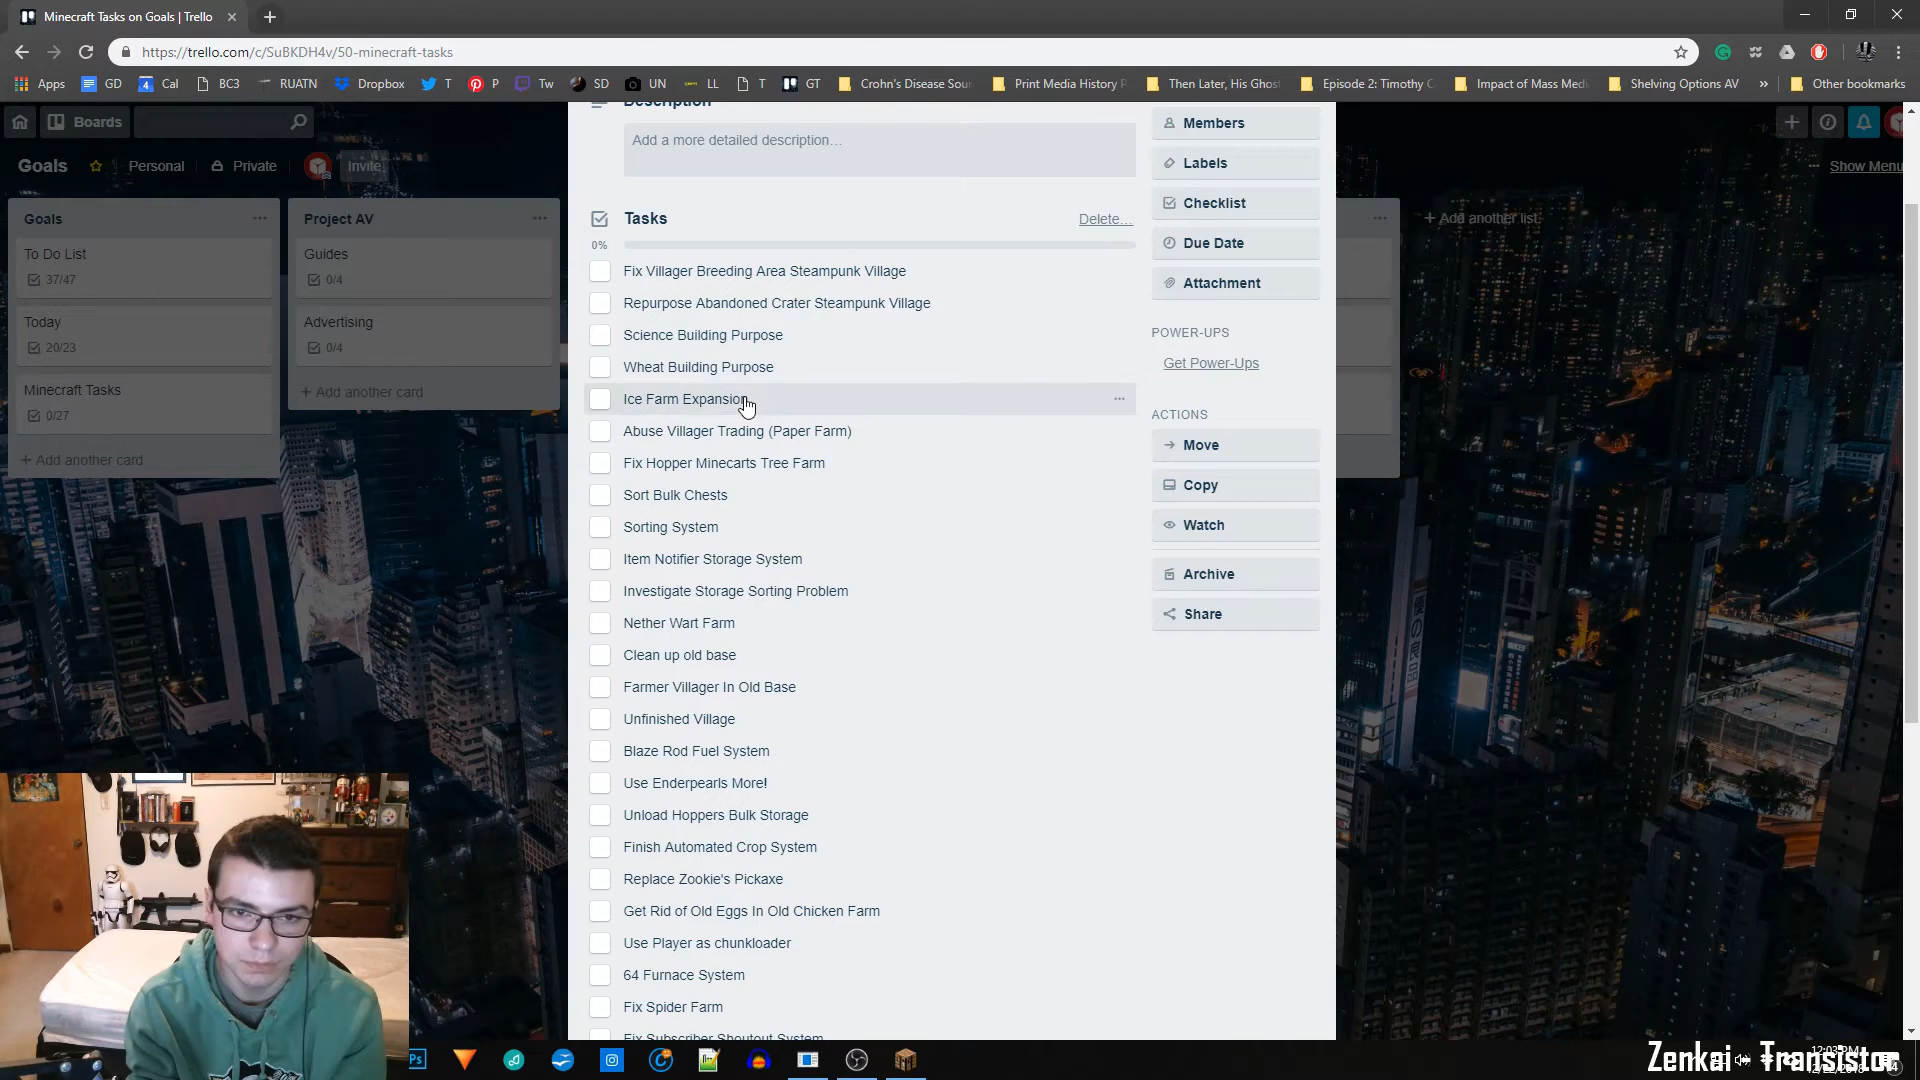 Minecraft Tasks on Goals | Trello
https://trello.com/c/SuBKDH4v/50-minecraft-tasks
Apps GD Cal BC3 RUATN Dropbox T P Tw SD UN LL T GT Crohn's Disease Sour Print Media History P Then Later, His Ghost Episode 2: Timothy C Impact of Mass Medi Shelving Options AV » Other bookmarks
Boards
Goals Personal Private Invite ... Show Menu
Goals
To Do List
37/47
Today
20/23
Minecraft Tasks
0/27
+ Add another card
Project AV
Guides
0/4
Advertising
0/4
+ Add another card
Description
Add a more detailed description…
Tasks
Delete…
0%
Fix Villager Breeding Area Steampunk Village
Repurpose Abandoned Crater Steampunk Village
Science Building Purpose
Wheat Building Purpose
Ice Farm Expansion
Abuse Villager Trading (Paper Farm)
Fix Hopper Minecarts Tree Farm
Sort Bulk Chests
Sorting System
Item Notifier Storage System
Investigate Storage Sorting Problem
Nether Wart Farm
Clean up old base
Farmer Villager In Old Base
Unfinished Village
Blaze Rod Fuel System
Use Enderpearls More!
Unload Hoppers Bulk Storage
Finish Automated Crop System
Replace Zookie's Pickaxe
Get Rid of Old Eggs In Old Chicken Farm
Use Player as chunkloader
64 Furnace System
Fix Spider Farm
Fix Subscriber Shoutout System
Members
Labels
Checklist
Due Date
Attachment
POWER-UPS
Get Power-Ups
ACTIONS
Move
Copy
Watch
Archive
Share
+ Add another list
Ps
12:03 PM
Zenkai Transistor